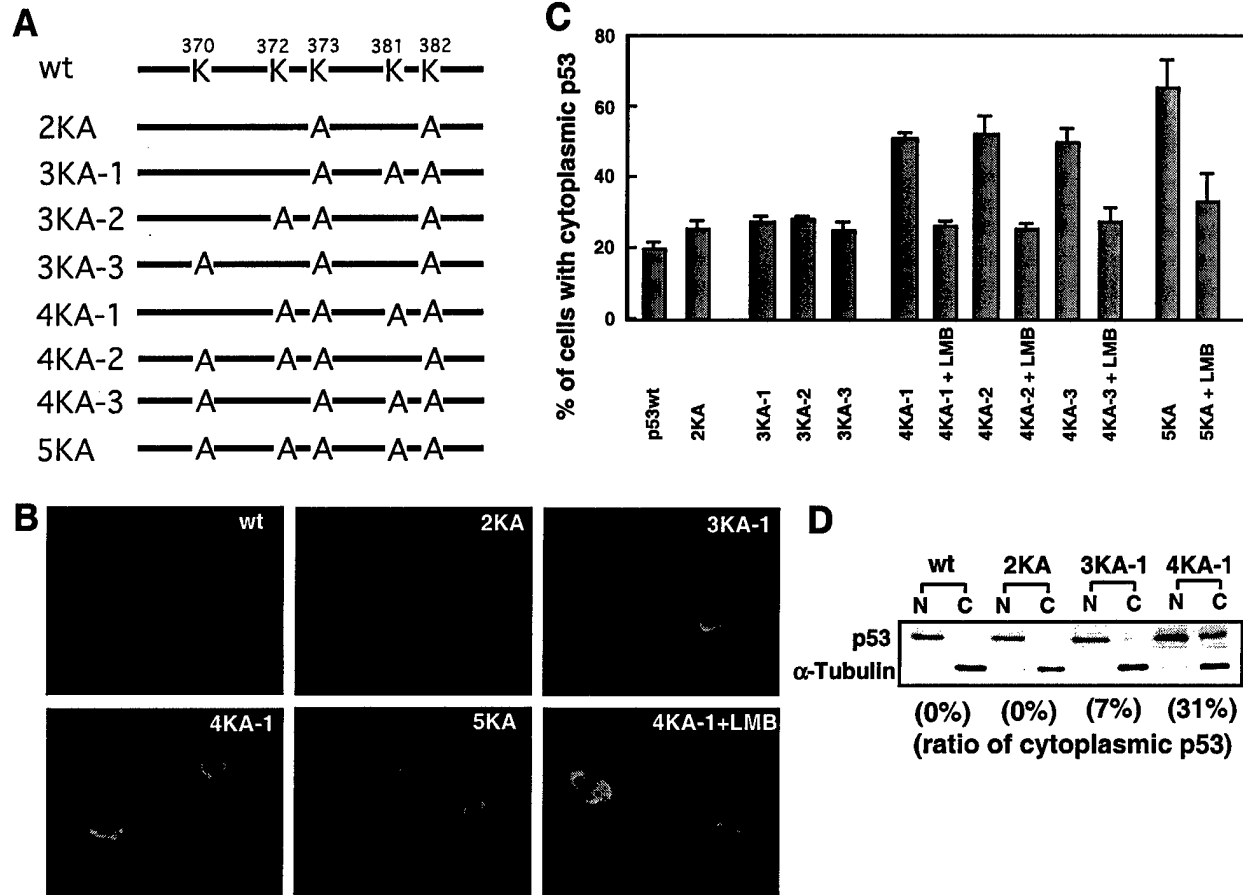 A
370 372 373 381 382
wt K K K K K
2KA A A
3KA-1 A A A
3KA-2 A A A
3KA-3 A A A
4KA-1 A A A A
4KA-2 A A A A
4KA-3 A A A A
5KA A A A A A
C
% of cells with cytoplasmic p53
80
60
40
20
0
p53wt
2KA
3KA-1
3KA-2
3KA-3
4KA-1
4KA-1 + LMB
4KA-2
4KA-2 + LMB
4KA-3
4KA-3 + LMB
5KA
5KA + LMB
B
wt
2KA
3KA-1
4KA-1
5KA
4KA-1+LMB
D
wt 2KA 3KA-1 4KA-1
N C N C N C N C
p53
α-Tubulin
(0%) (0%) (7%) (31%)
(ratio of cytoplasmic p53)